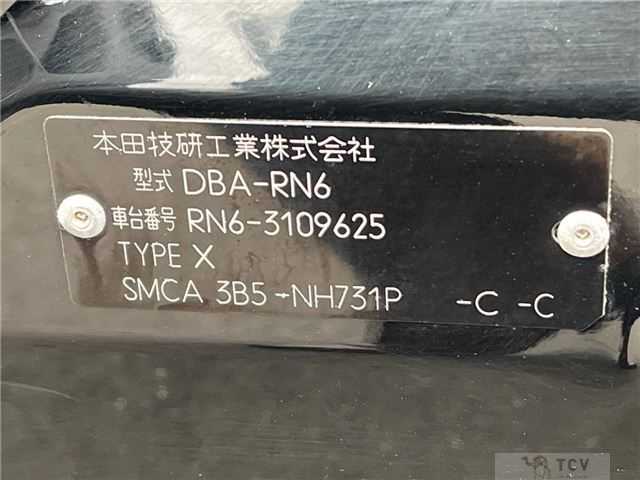 本田技研工業株式会社
型式 DBA-RN6
車台番号 RN6-3109625
TYPE X
SMCA 3B5-NH731P -C -C
TCV